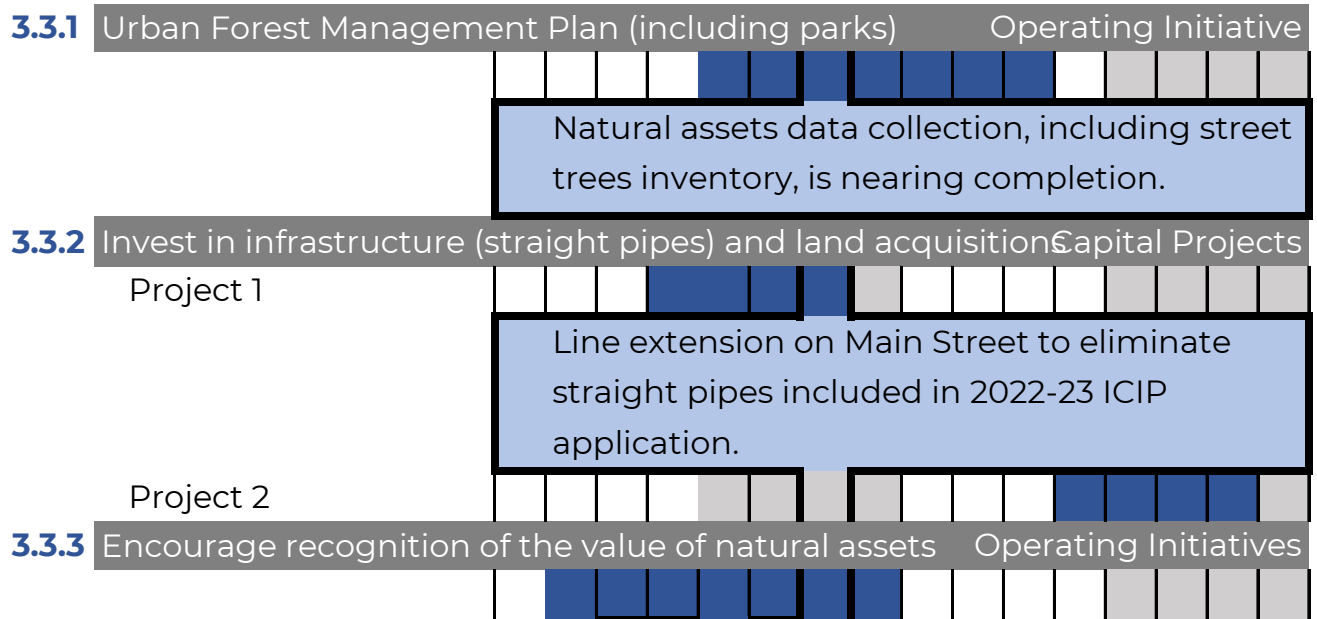 3.3.1 Urban Forest Management Plan (including parks) Operating Initiative
Natural assets data collection, including street
trees inventory, is nearing completion.
3.3.2 Invest in infrastructure (straight pipes) and land acquisitions Capital Projects
Project 1
Line extension on Main Street to eliminate
straight pipes included in 2022-23 ICIP
application.
Project 2
3.3.3 Encourage recognition of the value of natural assets Operating Initiatives